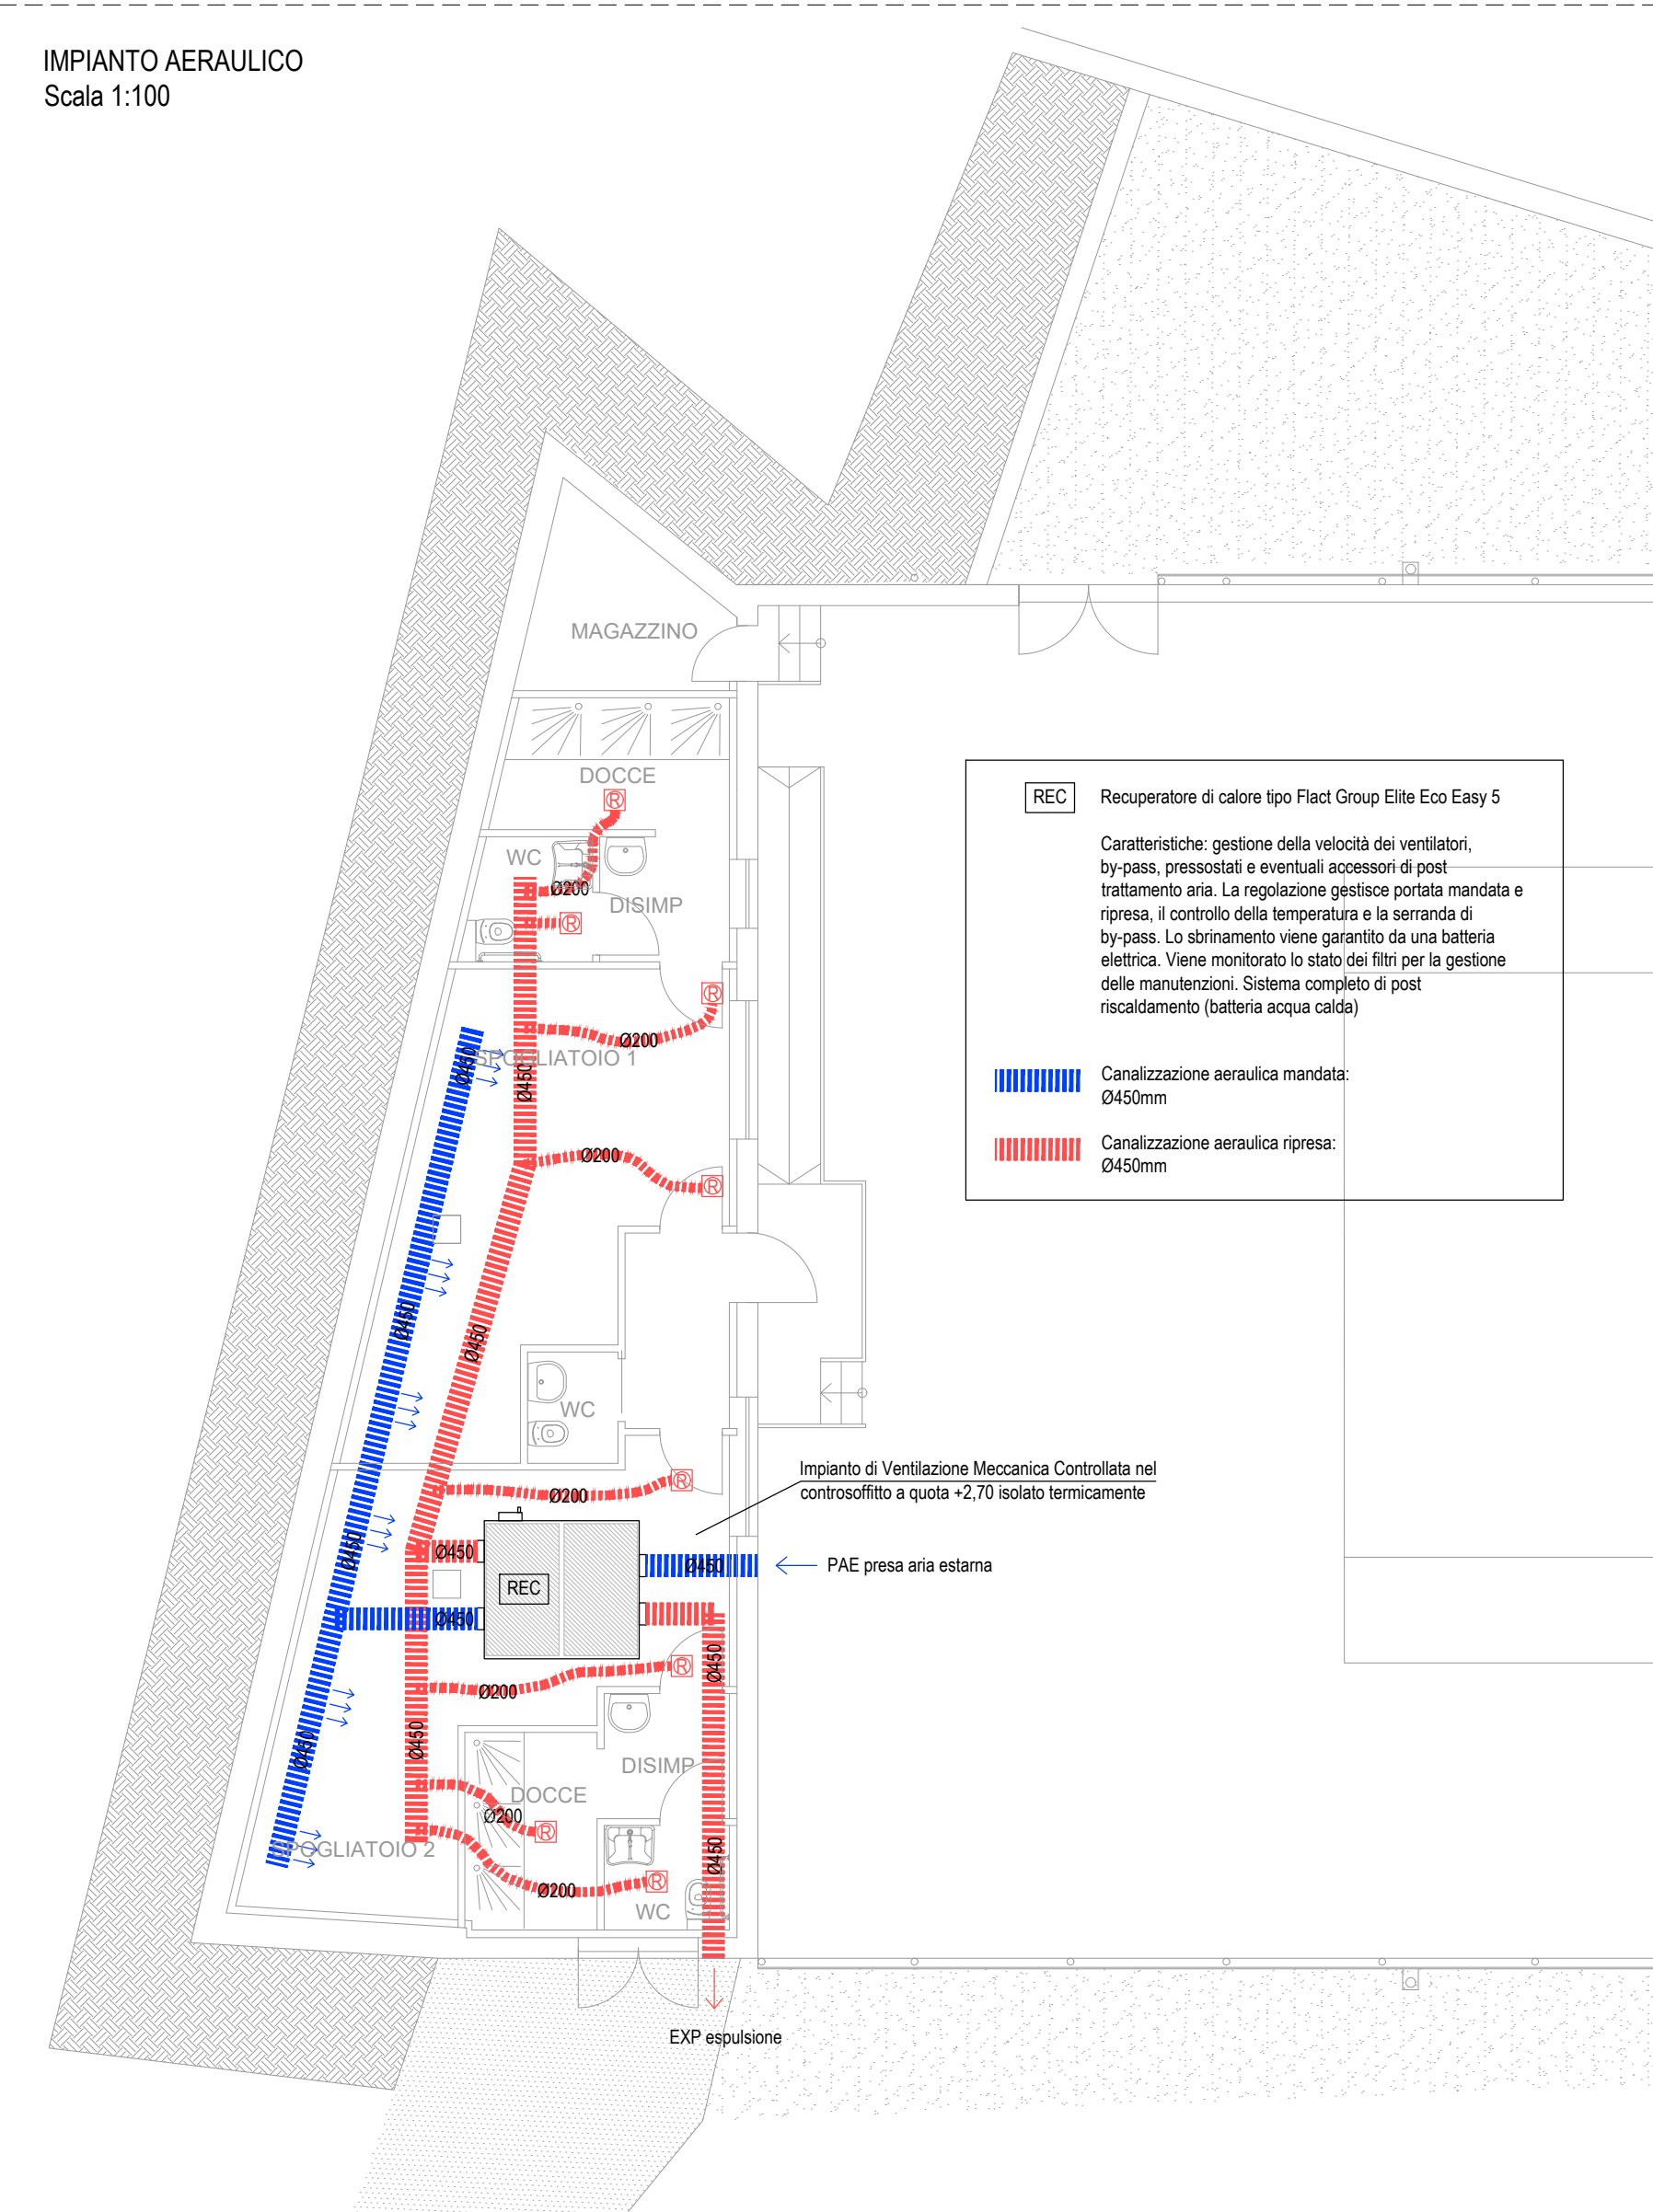 IMPIANTO AERAULICO
Scala 1:100
MAGAZZINO
DOCCE
R
WC
Ø200
R
DISIMP
R
Ø200
Ø450
SPOGLIATOIO 1
Ø450
Ø200
R
Ø450
Ø450
WC
R
Ø200
Impianto di Ventilazione Meccanica Controllata nel
controsoffitto a quota +2,70 isolato termicamente
Ø450
Ø450
Ø450
PAE presa aria estarna
REC
Ø450
Ø450
R
Ø200
Ø450
Ø450
DISIMP
DOCCE
Ø200
R
SPOGLIATOIO 2
Ø450
Ø200
R
WC
EXP espulsione
REC
Recuperatore di calore tipo Flact Group Elite Eco Easy 5
Caratteristiche: gestione della velocità dei ventilatori,
by-pass, pressostati e eventuali accessori di post
trattamento aria. La regolazione gestisce portata mandata e
ripresa, il controllo della temperatura e la serranda di
by-pass. Lo sbrinamento viene garantito da una batteria
elettrica. Viene monitorato lo stato dei filtri per la gestione
delle manutenzioni. Sistema completo di post
riscaldamento (batteria acqua calda)
Canalizzazione aeraulica mandata:
Ø450mm
Canalizzazione aeraulica ripresa:
Ø450mm